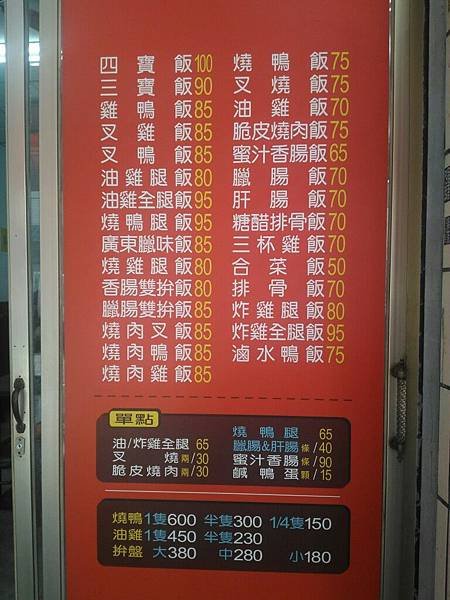 四寶飯100
三寶飯90
雞鴨飯85
叉雞飯85
叉鴨飯85
油雞腿飯80
油雞全腿飯95
燒鴨腿飯95
廣東臘味飯85
燒雞腿飯80
香腸雙拚飯80
臘腸雙拚飯85
燒肉叉飯85
燒肉鴨飯85
燒肉雞飯85
燒鴨飯75
叉燒飯75
油雞飯70
脆皮燒肉飯75
蜜汁香腸飯65
臘腸飯70
肝腸飯70
糖醋排骨飯70
三杯雞飯70
合菜飯50
排骨飯70
炸雞腿飯80
炸雞全腿飯95
滷水鴨飯75
單點
油/炸雞全腿 65
叉燒兩/30
脆皮燒肉兩/30
燒鴨腿 65
臘腸&肝腸條/40
蜜汁香腸條/90
鹹鴨蛋顆/15
燒鴨1隻600 半隻300 1/4隻150
油雞1隻450 半隻230
拚盤 大380 中280 小180